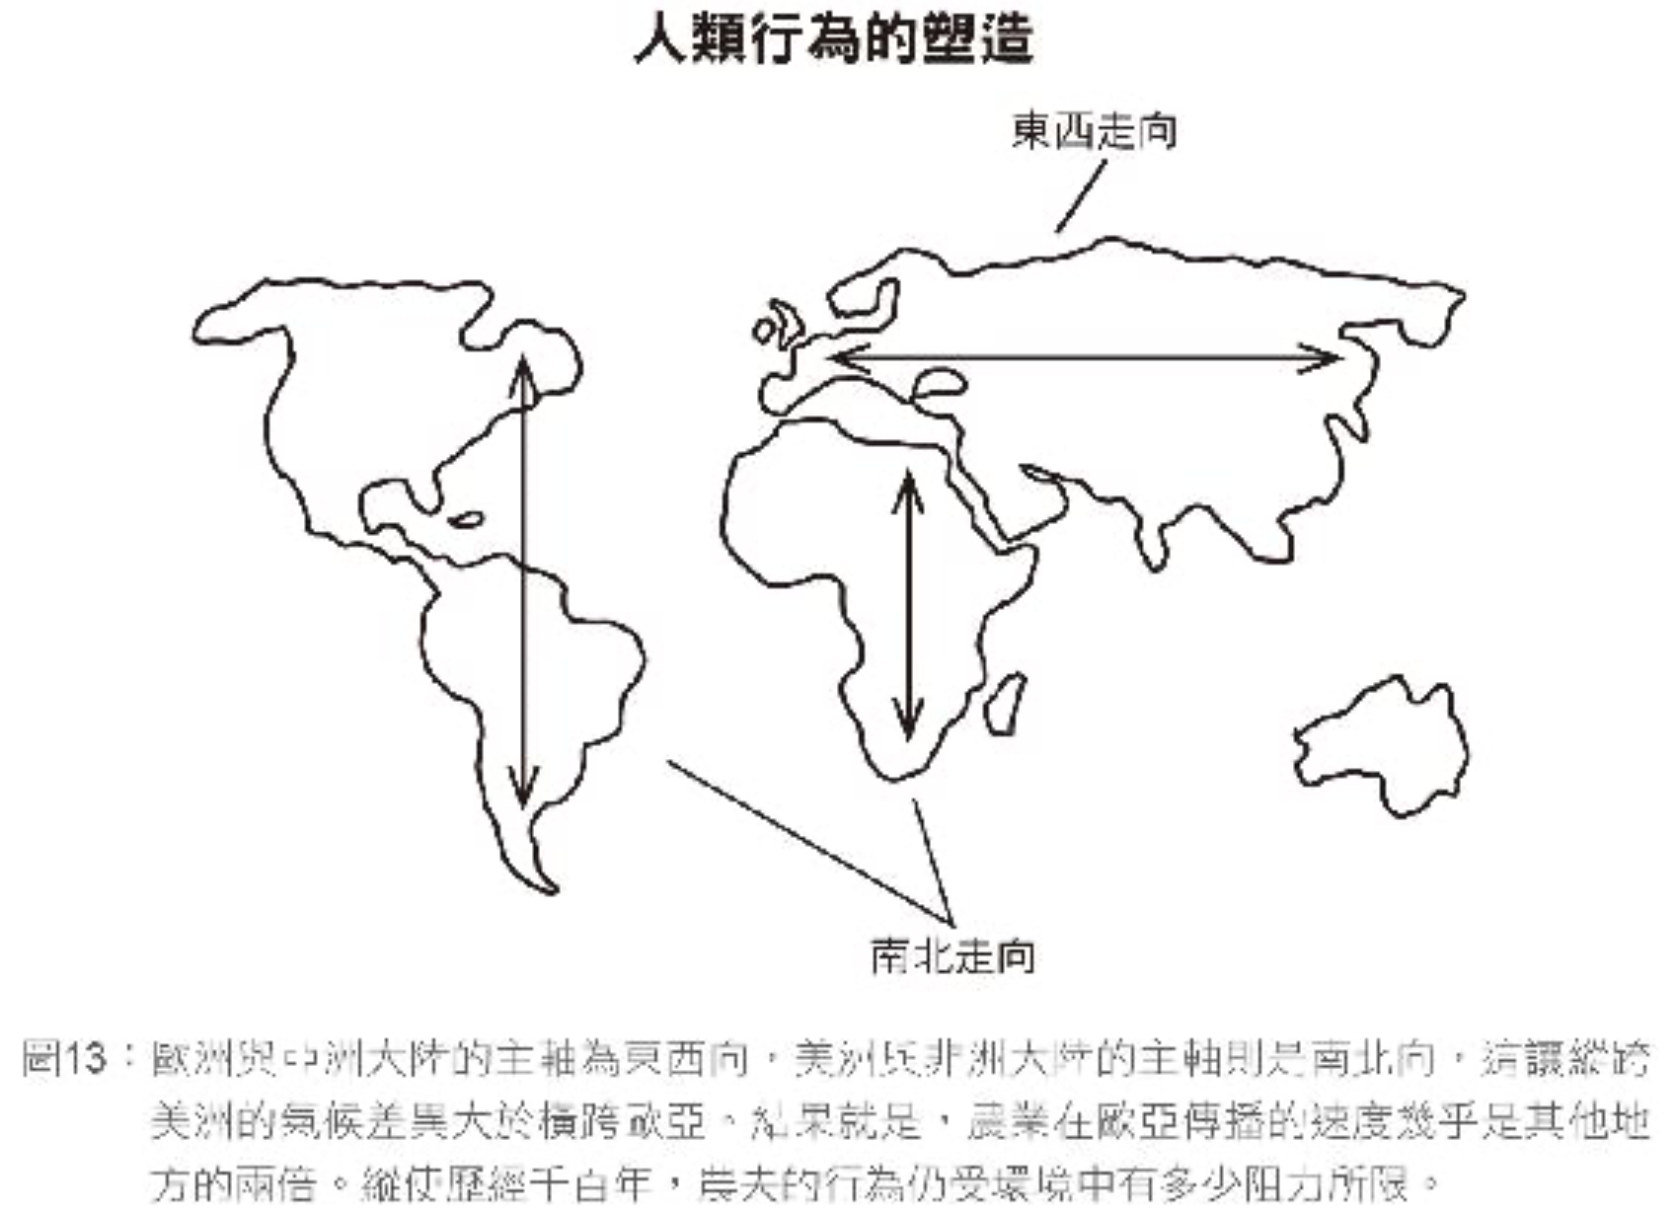 人類行為的塑造
東西走向
南北走向
圖13：歐洲與亞洲大陸的主軸為東西向，美洲與非洲大陸的主軸則是南北向，這讓縱跨
美洲的氣候差異大於橫跨歐亞。結果就是，農業在歐亞傳播的速度幾乎是其他地
方的兩倍。縱使歷經千百年，農夫的行為仍受環境中有多少阻力所限。